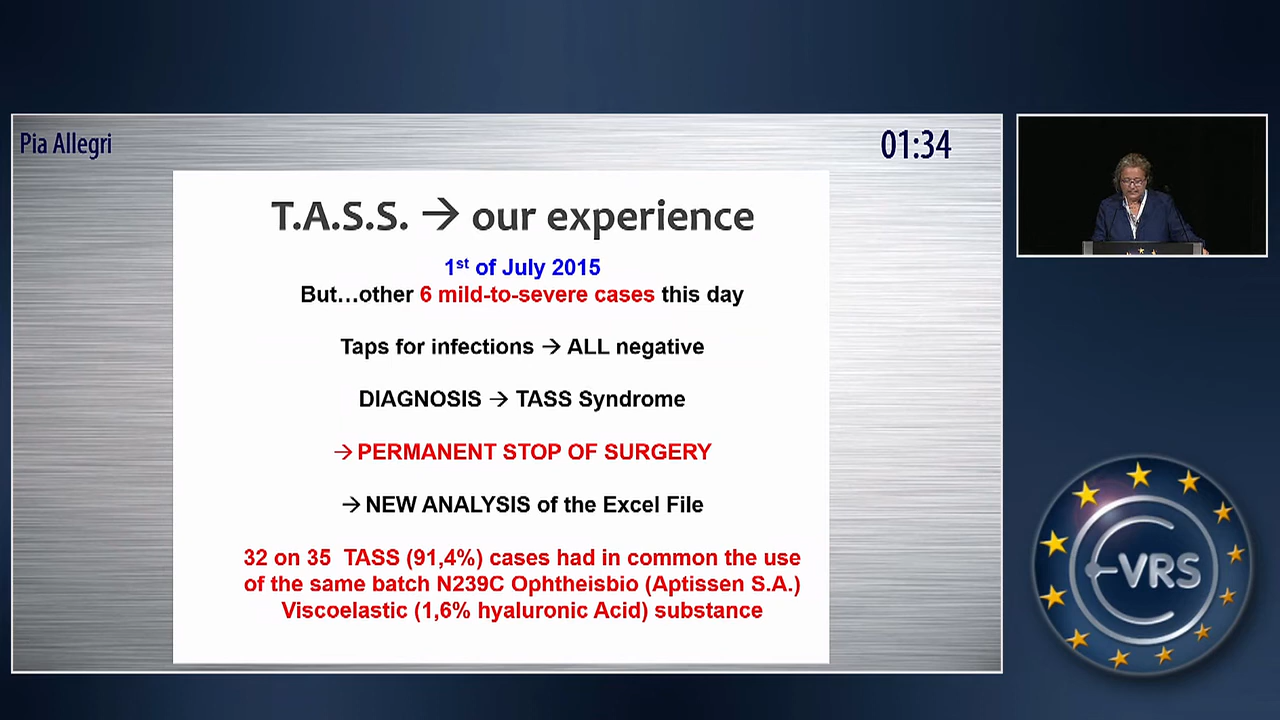 Pia Allegri
01:34
T.A.S.S. → our experience
1st of July 2015
But…other 6 mild-to-severe cases this day
Taps for infections → ALL negative
DIAGNOSIS → TASS Syndrome
→ PERMANENT STOP OF SURGERY
→ NEW ANALYSIS of the Excel File
32 on 35 TASS (91,4%) cases had in common the use
of the same batch N239C Ophtheisbio (Aptissen S.A.)
Viscoelastic (1,6% hyaluronic Acid) substance
E-VRS